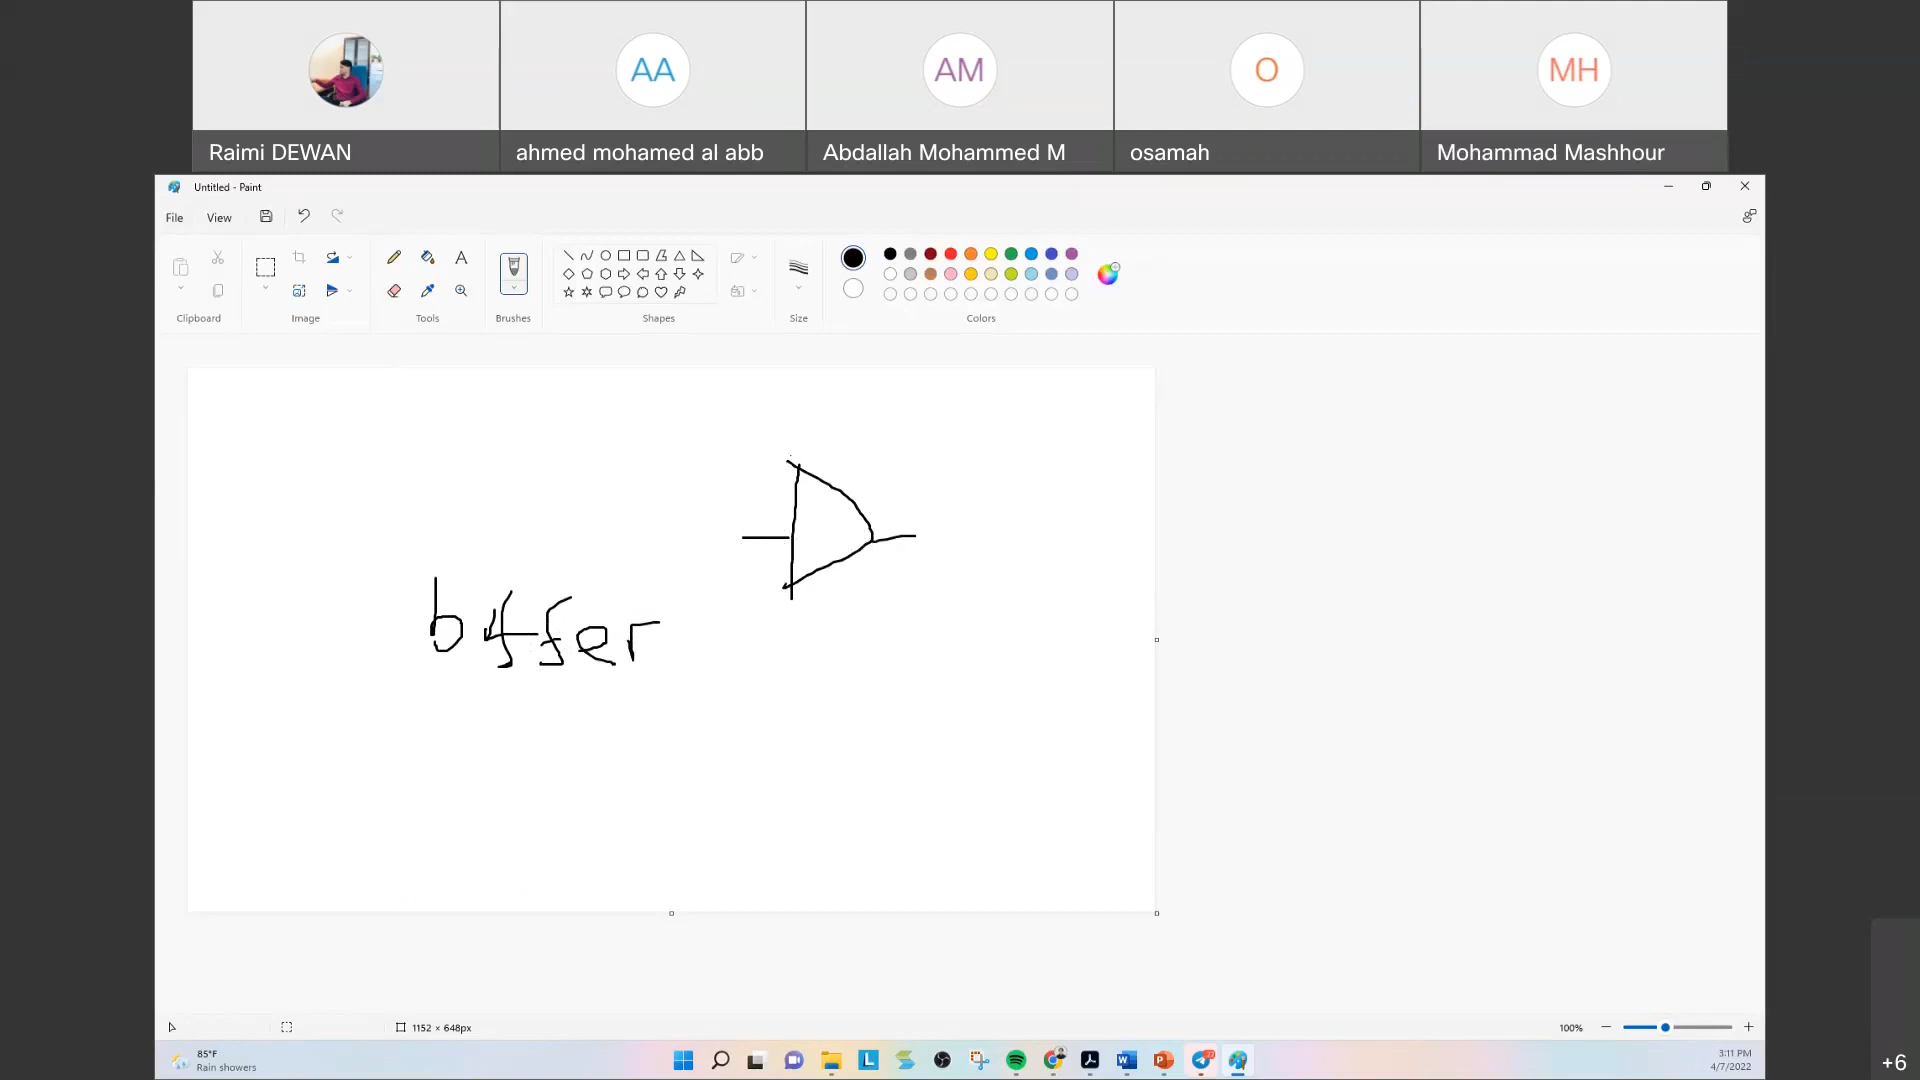 AA
AM
O
MH
Raimi DEWAN
ahmed mohamed al abb
Abdallah Mohammed M
osamah
Mohammad Mashhour
Untitled - Paint
File
View
Clipboard
Image
Tools
Brushes
Shapes
Size
Colors
buffer
1152 × 648px
100%
85°F
Rain showers
3:11 PM
4/7/2022
+6